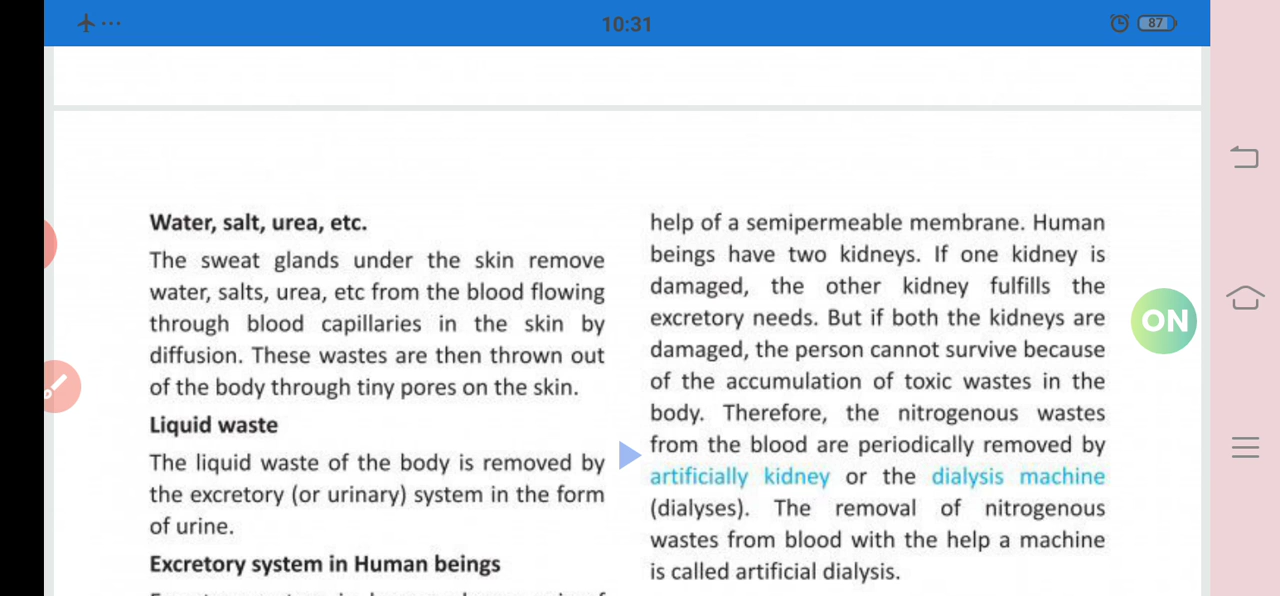 10:31
87
Water, salt, urea, etc.
The sweat glands under the skin remove
water, salts, urea, etc from the blood flowing
through blood capillaries in the skin by
diffusion. These wastes are then thrown out
of the body through tiny pores on the skin.
Liquid waste
The liquid waste of the body is removed by
the excretory (or urinary) system in the form
of urine.
Excretory system in Human beings
help of a semipermeable membrane. Human
beings have two kidneys. If one kidney is
damaged, the other kidney fulfills the
excretory needs. But if both the kidneys are
damaged, the person cannot survive because
of the accumulation of toxic wastes in the
body. Therefore, the nitrogenous wastes
from the blood are periodically removed by
artificially kidney or the dialysis machine
(dialyses). The removal of nitrogenous
wastes from blood with the help a machine
is called artificial dialysis.
ON